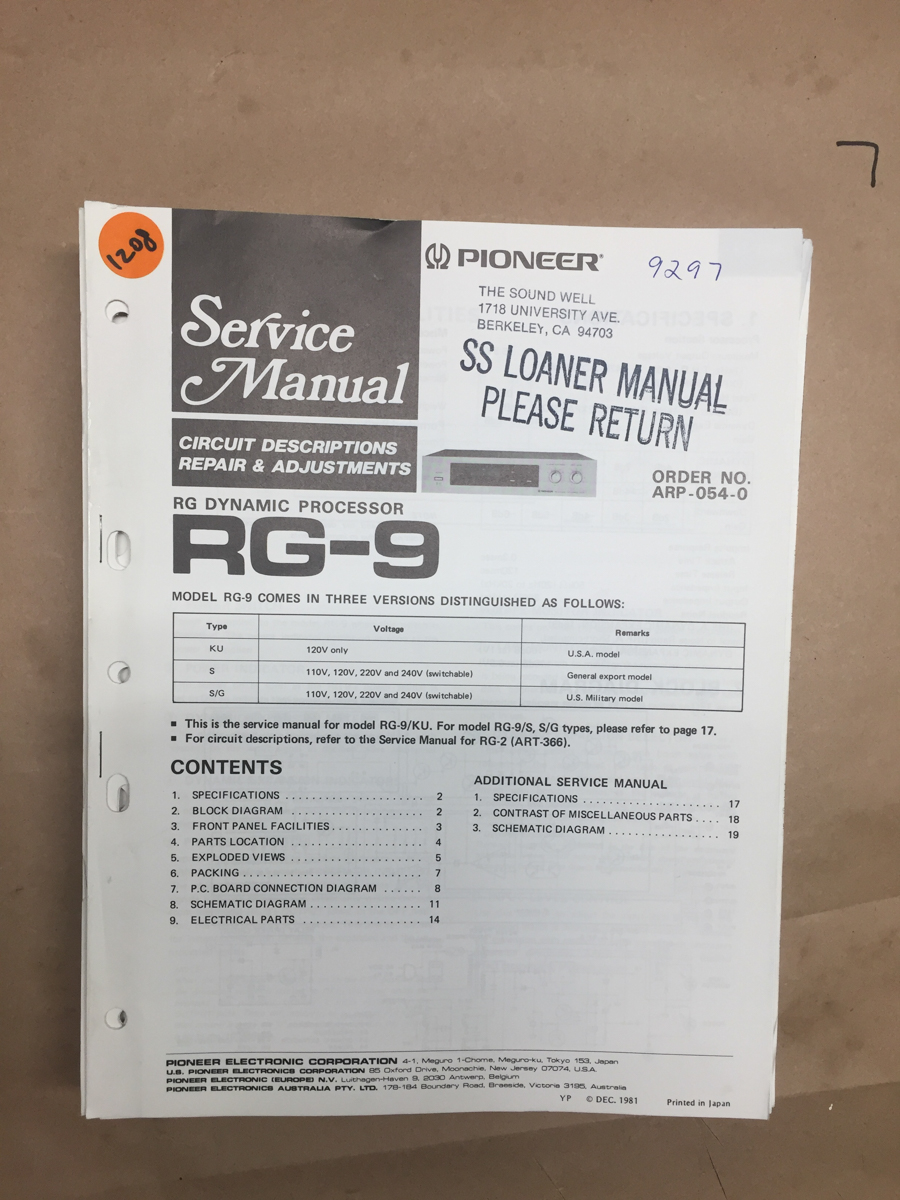 1208
PIONEER®
9297
THE SOUND WELL
1718 UNIVERSITY AVE.
BERKELEY, CA 94703
SS LOANER MANUAL
PLEASE RETURN
Service
Manual
CIRCUIT DESCRIPTIONS
REPAIR & ADJUSTMENTS
ORDER NO.
ARP-054-0
RG DYNAMIC PROCESSOR
RG-9
MODEL RG-9 COMES IN THREE VERSIONS DISTINGUISHED AS FOLLOWS:
Type Voltage Remarks
KU 120V only U.S.A. model
S 110V, 120V, 220V and 240V (switchable) General export model
S/G 110V, 120V, 220V and 240V (switchable) U.S. Military model
■ This is the service manual for model RG-9/KU. For model RG-9/S, S/G types, please refer to page 17.
■ For circuit descriptions, refer to the Service Manual for RG-2 (ART-366).
CONTENTS
1. SPECIFICATIONS . . . . . . . . . . . . . . . . . . . . . 2
2. BLOCK DIAGRAM . . . . . . . . . . . . . . . . . . . . 2
3. FRONT PANEL FACILITIES . . . . . . . . . . . . . . 3
4. PARTS LOCATION . . . . . . . . . . . . . . . . . . . . 4
5. EXPLODED VIEWS . . . . . . . . . . . . . . . . . . . . 5
6. PACKING . . . . . . . . . . . . . . . . . . . . . . . . . . . 7
7. P.C. BOARD CONNECTION DIAGRAM . . . . . . 8
8. SCHEMATIC DIAGRAM . . . . . . . . . . . . . . . . . 11
9. ELECTRICAL PARTS . . . . . . . . . . . . . . . . . . 14
ADDITIONAL SERVICE MANUAL
1. SPECIFICATIONS . . . . . . . . . . . . . . . . . . . . . 17
2. CONTRAST OF MISCELLANEOUS PARTS . . . . 18
3. SCHEMATIC DIAGRAM . . . . . . . . . . . . . . . . . 19
PIONEER ELECTRONIC CORPORATION 4-1, Meguro 1-Chome, Meguro-ku, Tokyo 153, Japan
U.S. PIONEER ELECTRONICS CORPORATION 85 Oxford Drive, Moonachie, New Jersey 07074, U.S.A.
PIONEER ELECTRONIC (EUROPE) N.V. Luithagen-Haven 9, 2030 Antwerp, Belgium
PIONEER ELECTRONICS AUSTRALIA PTY. LTD. 178-184 Boundary Road, Braeside, Victoria 3195, Australia
YP © DEC. 1981 Printed in Japan